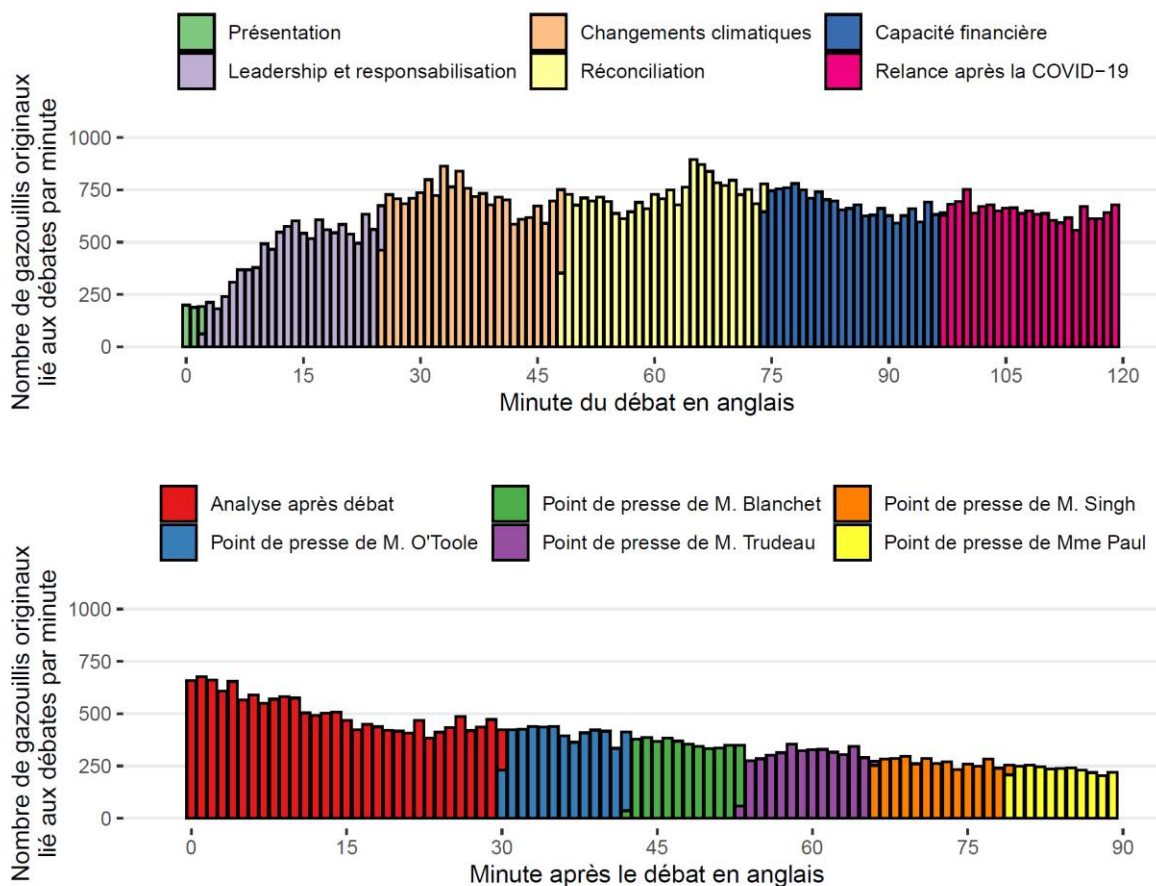 Présentation
Changements climatiques
Capacité financière
Leadership et responsabilisation
Réconciliation
Relance après la COVID−19
Nombre de gazouillis originaux
lié aux débates par minute
1000
750
500
250
0
0 15 30 45 60 75 90 105 120
Minute du débat en anglais
Analyse après débat
Point de presse de M. Blanchet
Point de presse de M. Singh
Point de presse de M. O'Toole
Point de presse de M. Trudeau
Point de presse de Mme Paul
Nombre de gazouillis originaux
lié aux débates par minute
1000
750
500
250
0
0 15 30 45 60 75 90
Minute après le débat en anglais